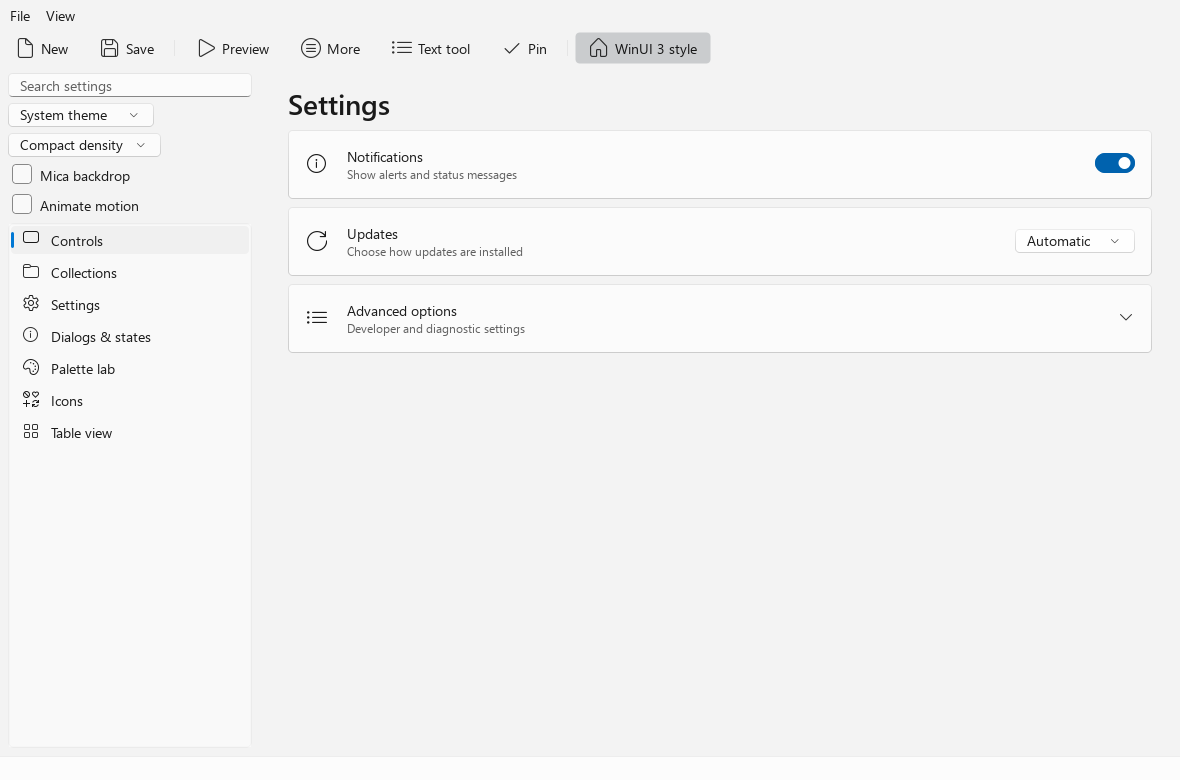 File View
New Save Preview More Text tool Pin WinUI 3 style
Search settings
System theme
Compact density
Mica backdrop
Animate motion
Controls
Collections
Settings
Dialogs & states
Palette lab
Icons
Table view
Settings
Notifications
Show alerts and status messages
Updates
Choose how updates are installed
Automatic
Advanced options
Developer and diagnostic settings